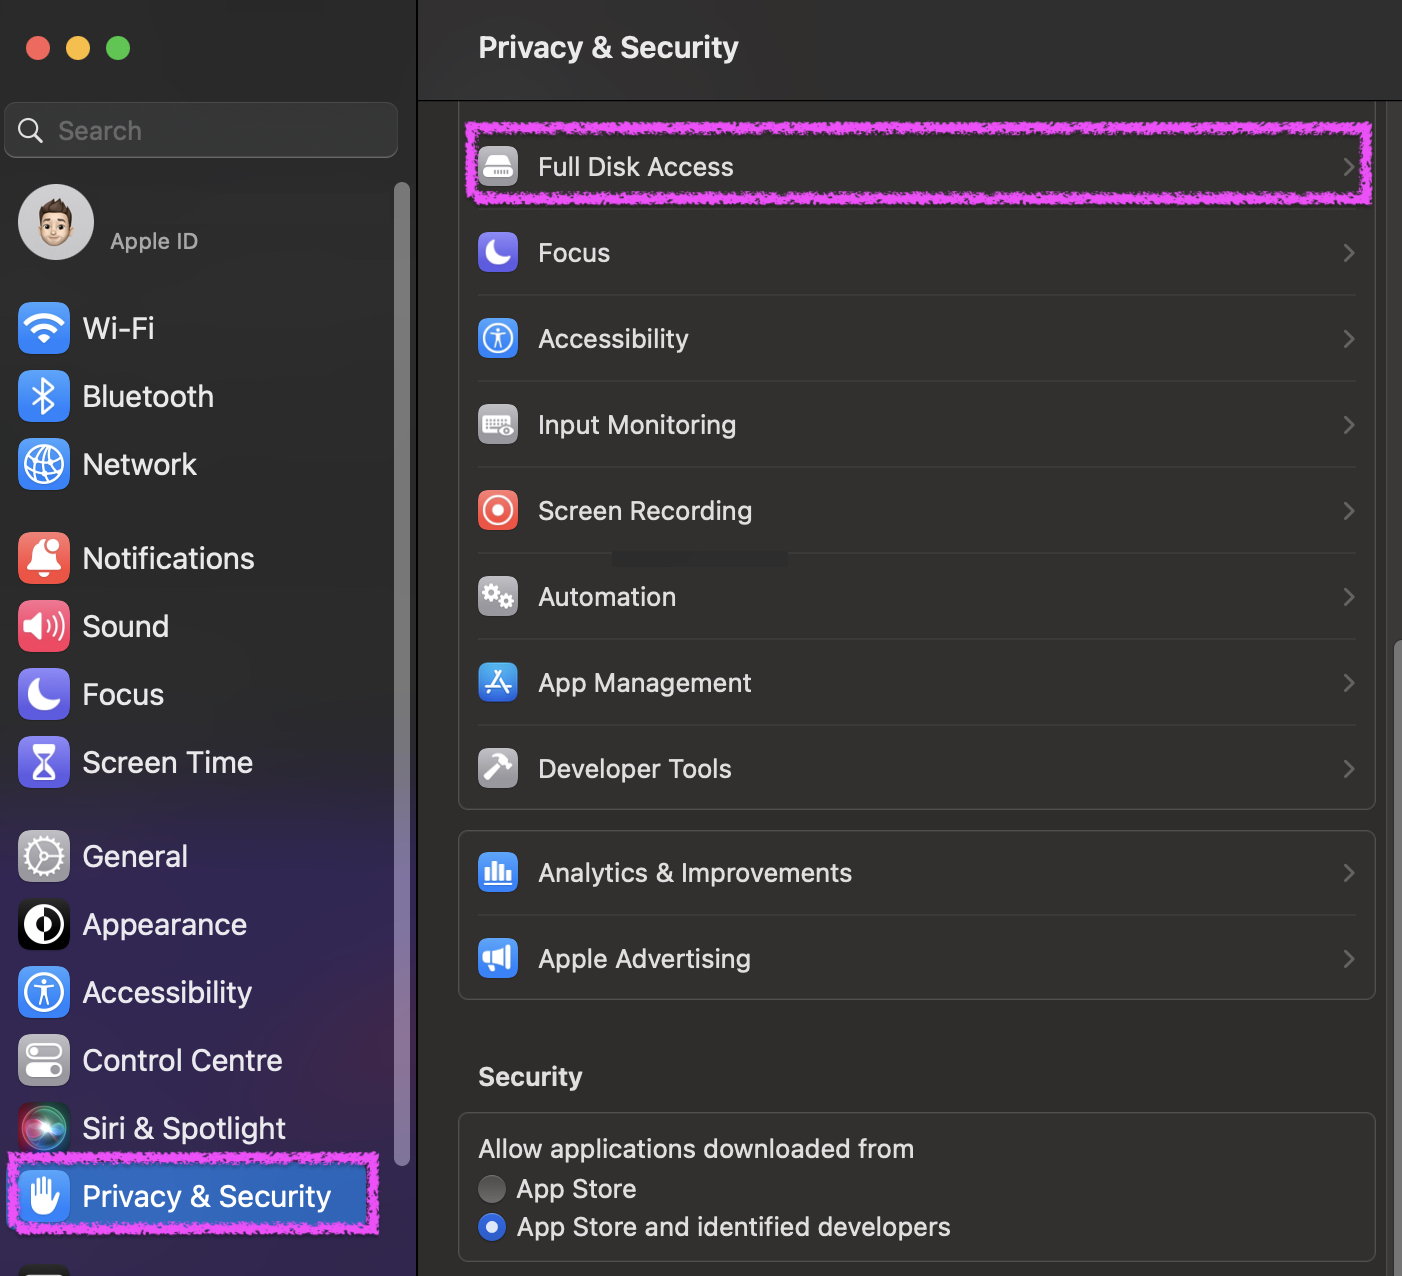 Privacy & Security
Search
Apple ID
Wi-Fi
Bluetooth
Network
Notifications
Sound
Focus
Screen Time
General
Appearance
Accessibility
Control Centre
Siri & Spotlight
Privacy & Security
Full Disk Access
Focus
Accessibility
Input Monitoring
Screen Recording
Automation
App Management
Developer Tools
Analytics & Improvements
Apple Advertising
Security
Allow applications downloaded from
App Store
App Store and identified developers